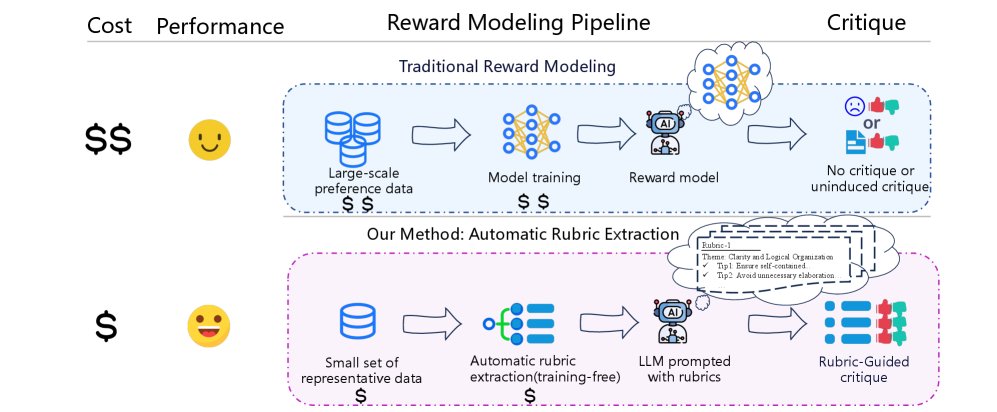 Cost Performance Reward Modeling Pipeline Critique
Traditional Reward Modeling
$$
AI
or
Large-scale
preference data
$ $
Model training
$ $
Reward model
No critique or
uninduced critique
Our Method: Automatic Rubric Extraction
Rubric-1
Theme: Clarity and Logical Organization
✓ Tip1: Ensure self-contained...
✓ Tip2: Avoid unnecessary elaboration...
$
AI
Small set of
representative data
$
Automatic rubric
extraction(training-free)
$
LLM prompted
with rubrics
Rubric-Guided
critique